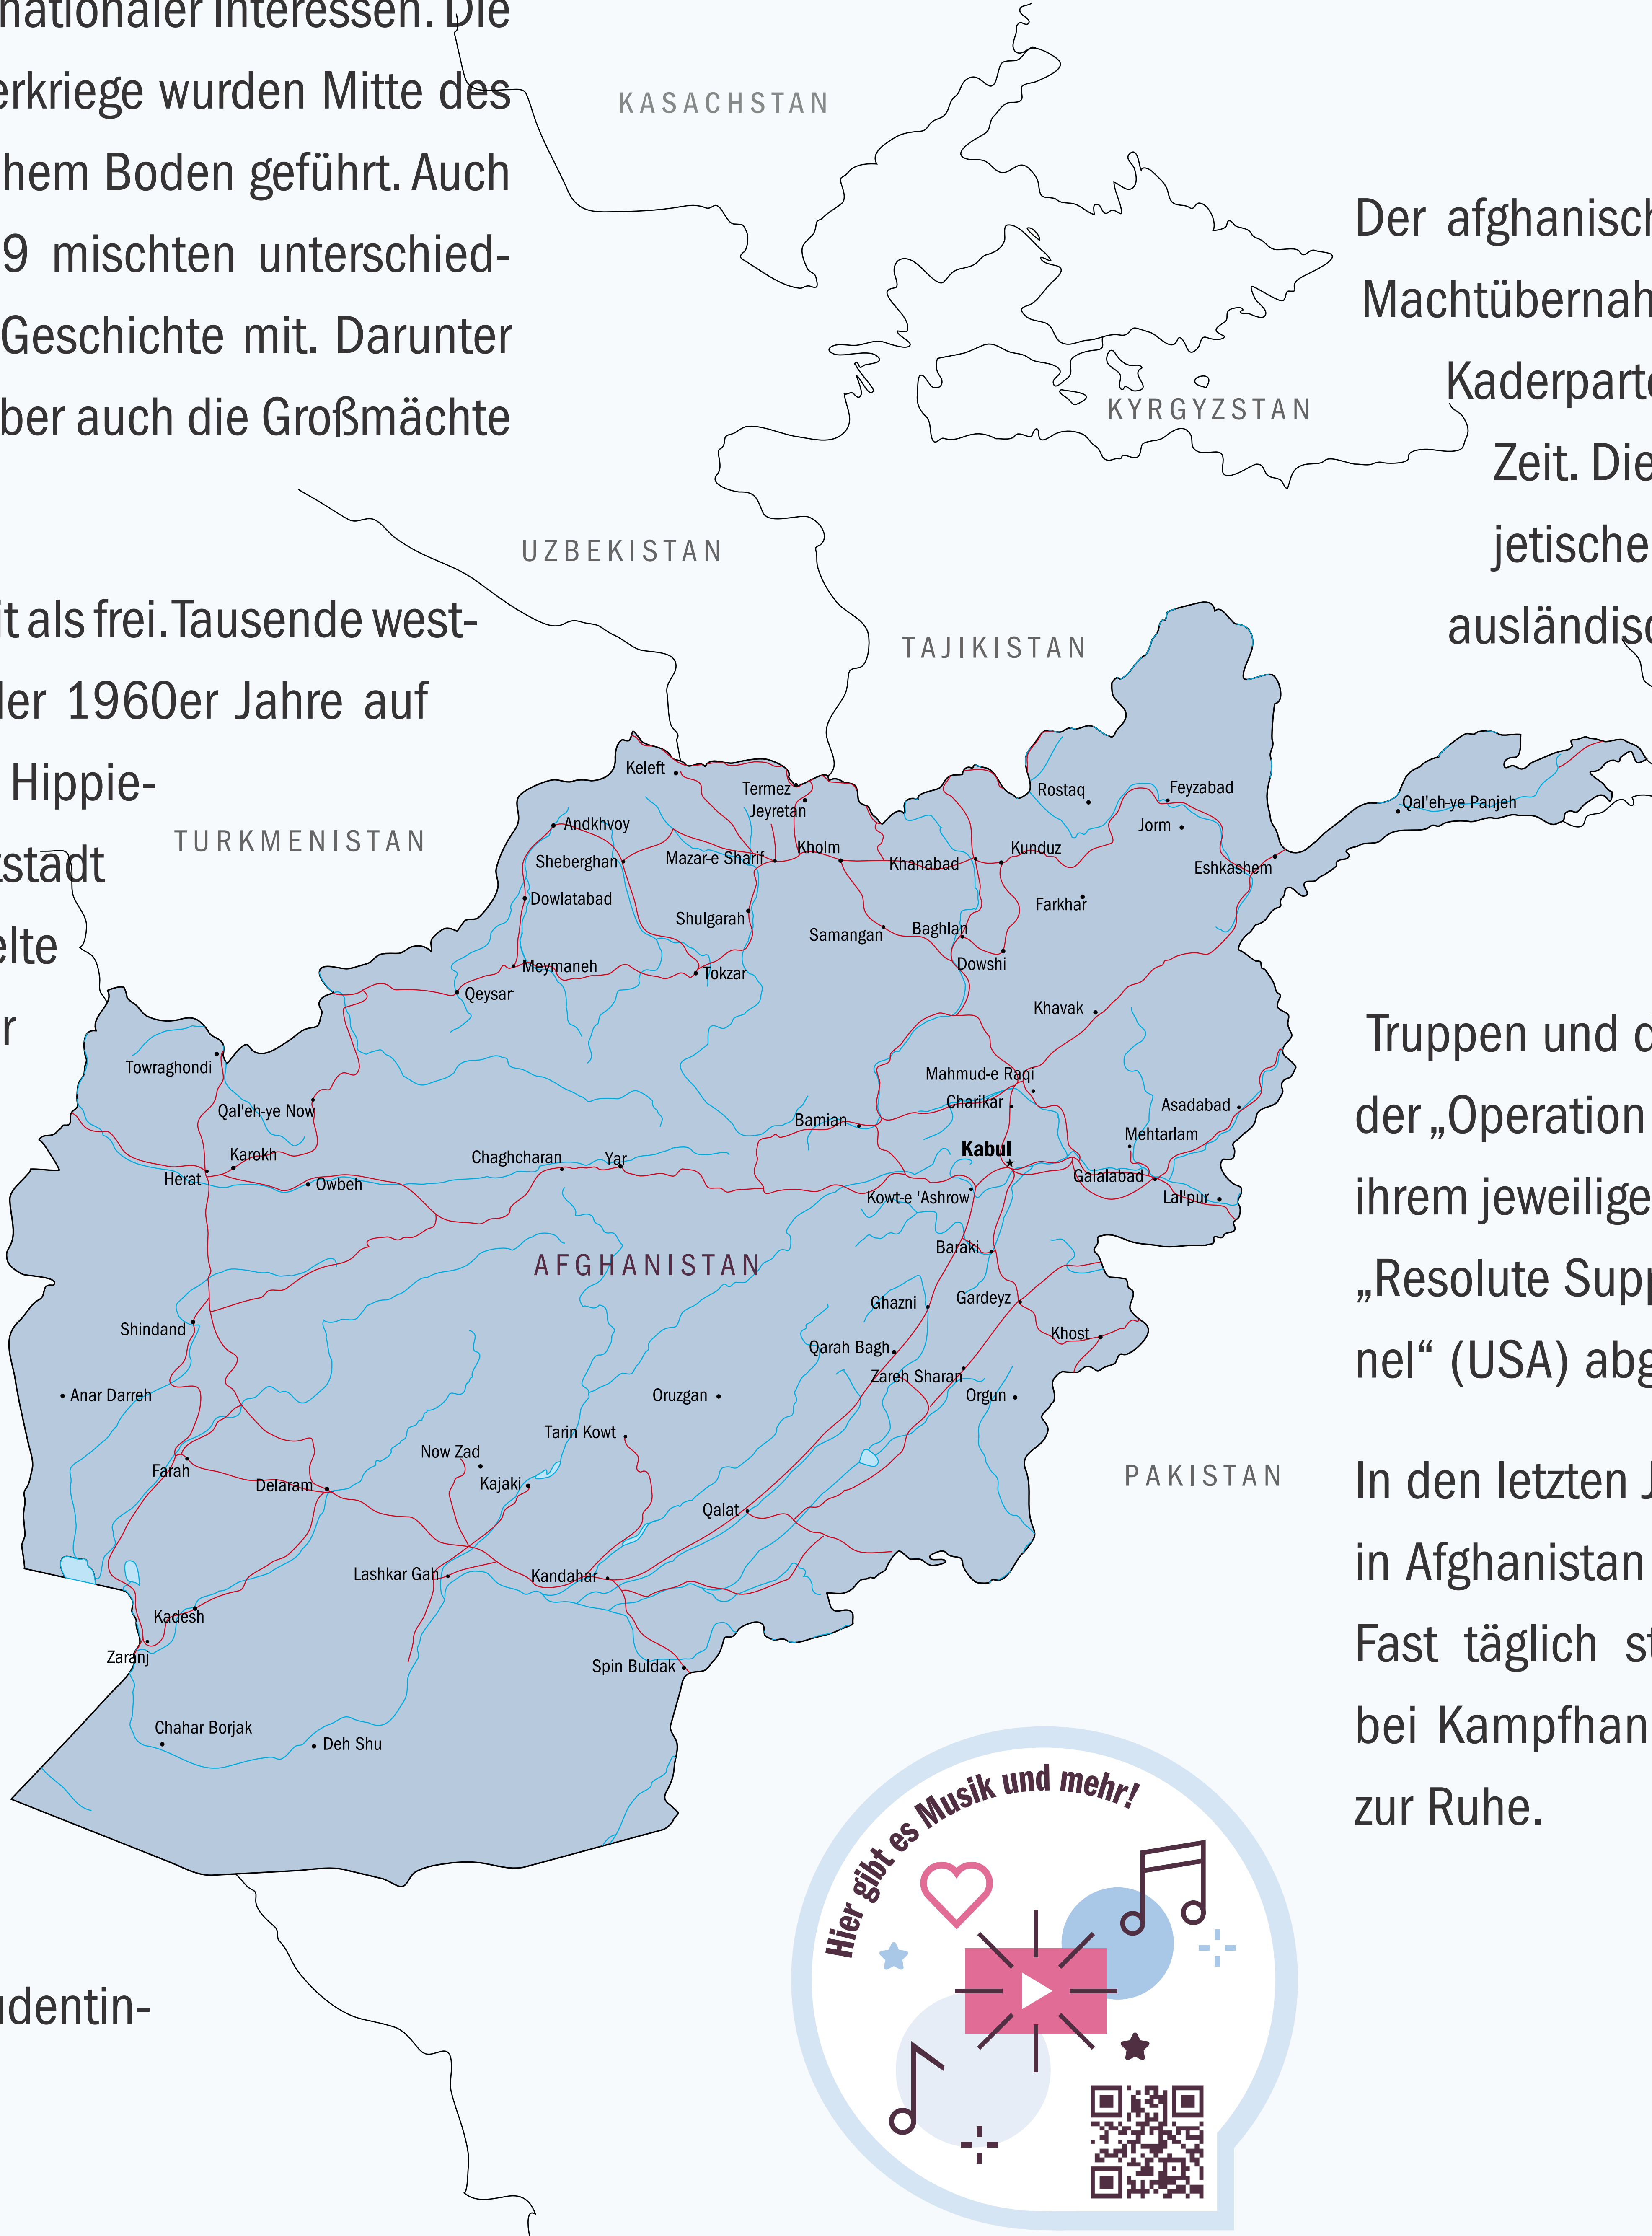 nationaler Interessen. Die
erkriege wurden Mitte des
hem Boden geführt. Auch
9 mischten unterschied-
Geschichte mit. Darunter
ber auch die Großmächte
it als frei. Tausende west-
der 1960er Jahre auf
Hippie-
tstadt
elte
r
udentin-
KASACHSTAN
KYRGYZSTAN
UZBEKISTAN
TAJIKISTAN
TURKMENISTAN
Keleft
Termez
Jeyretan
Rostaq
Feyzabad
Qal'eh-ye Panjeh
Andkhvoy
Jorm
Sheberghan
Mazar-e Sharif
Kholm
Khanabad
Kunduz
Eshkashem
Dowlatabad
Farkhar
Shulgarah
Samangan
Baghlan
Dowshi
Meymaneh
Tokzar
Qeysar
Khavak
Towraghondi
Mahmud-e Raqi
Charikar
Asadabad
Qal'eh-ye Now
Bamian
Mehtarlam
Karokh
Chaghcharan
Yar
Kabul
Herat
Owbeh
Galalabad
Kowt-e 'Ashrow
Lal'pur
Baraki
AFGHANISTAN
Ghazni
Gardeyz
Shindand
Khost
Qarah Bagh
Zareh Sharan
Anar Darreh
Oruzgan
Orgun
Tarin Kowt
Now Zad
Farah
Delaram
Kajaki
PAKISTAN
Qalat
Lashkar Gah
Kandahar
Kadesh
Zaranj
Spin Buldak
Chahar Borjak
Deh Shu
Der afghanisch
Machtübernah
Kaderparte
Zeit. Die
jetische
ausländisc
Truppen und d
der „Operation
ihrem jeweilige
„Resolute Supp
nel“ (USA) abg
In den letzten J
in Afghanistan
Fast täglich st
bei Kampfhan
zur Ruhe.
Hier gibt es Musik und mehr!